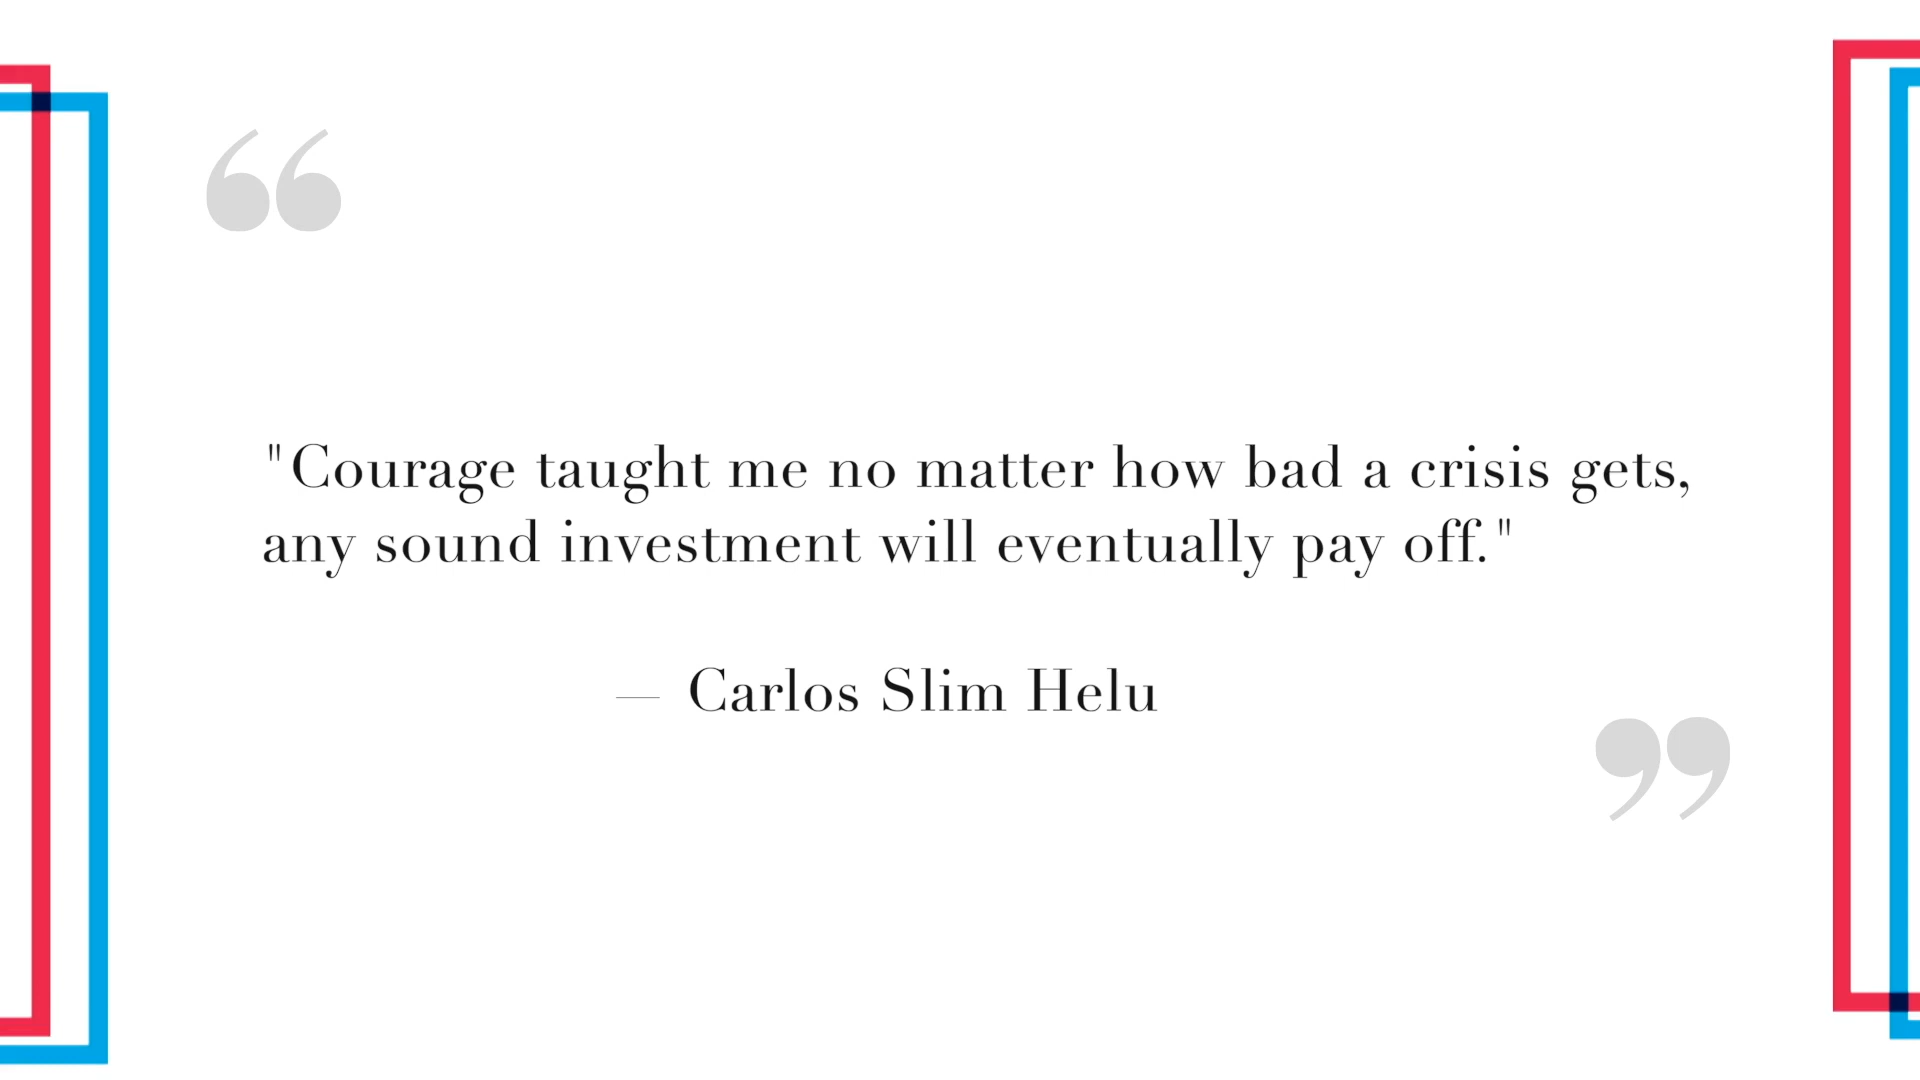 "Courage taught me no matter how bad a crisis gets,
any sound investment will eventually pay off."
— Carlos Slim Helu